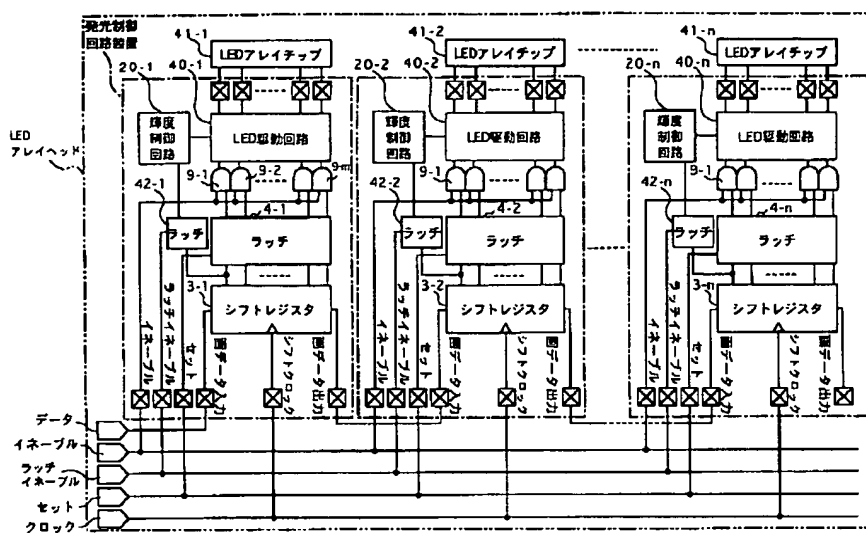 発光制御
回路装置
LED
アレイヘッド
41-1
LEDアレイチップ
20-1
40-1
輝度
制御
回路
LED駆動回路
9-1
9-2
9-m
42-1
4-1
ラッチ
ラッチ
3-1
シフトレジスタ
イネーブル
ラッチイネーブル
セット
画データ入力
シフトクロック
画データ出力
41-2
LEDアレイチップ
20-2
40-2
輝度
制御
回路
LED駆動回路
9-1
42-2
4-2
ラッチ
ラッチ
3-2
シフトレジスタ
イネーブル
ラッチイネーブル
セット
画データ入力
シフトクロック
画データ出力
41-n
LEDアレイチップ
20-n
40-n
輝度
制御
回路
LED駆動回路
9-1
42-n
4-n
ラッチ
ラッチ
3-n
シフトレジスタ
イネーブル
ラッチイネーブル
セット
画データ入力
シフトクロック
画データ出力
データ
イネーブル
ラッチ
イネーブル
セット
クロック